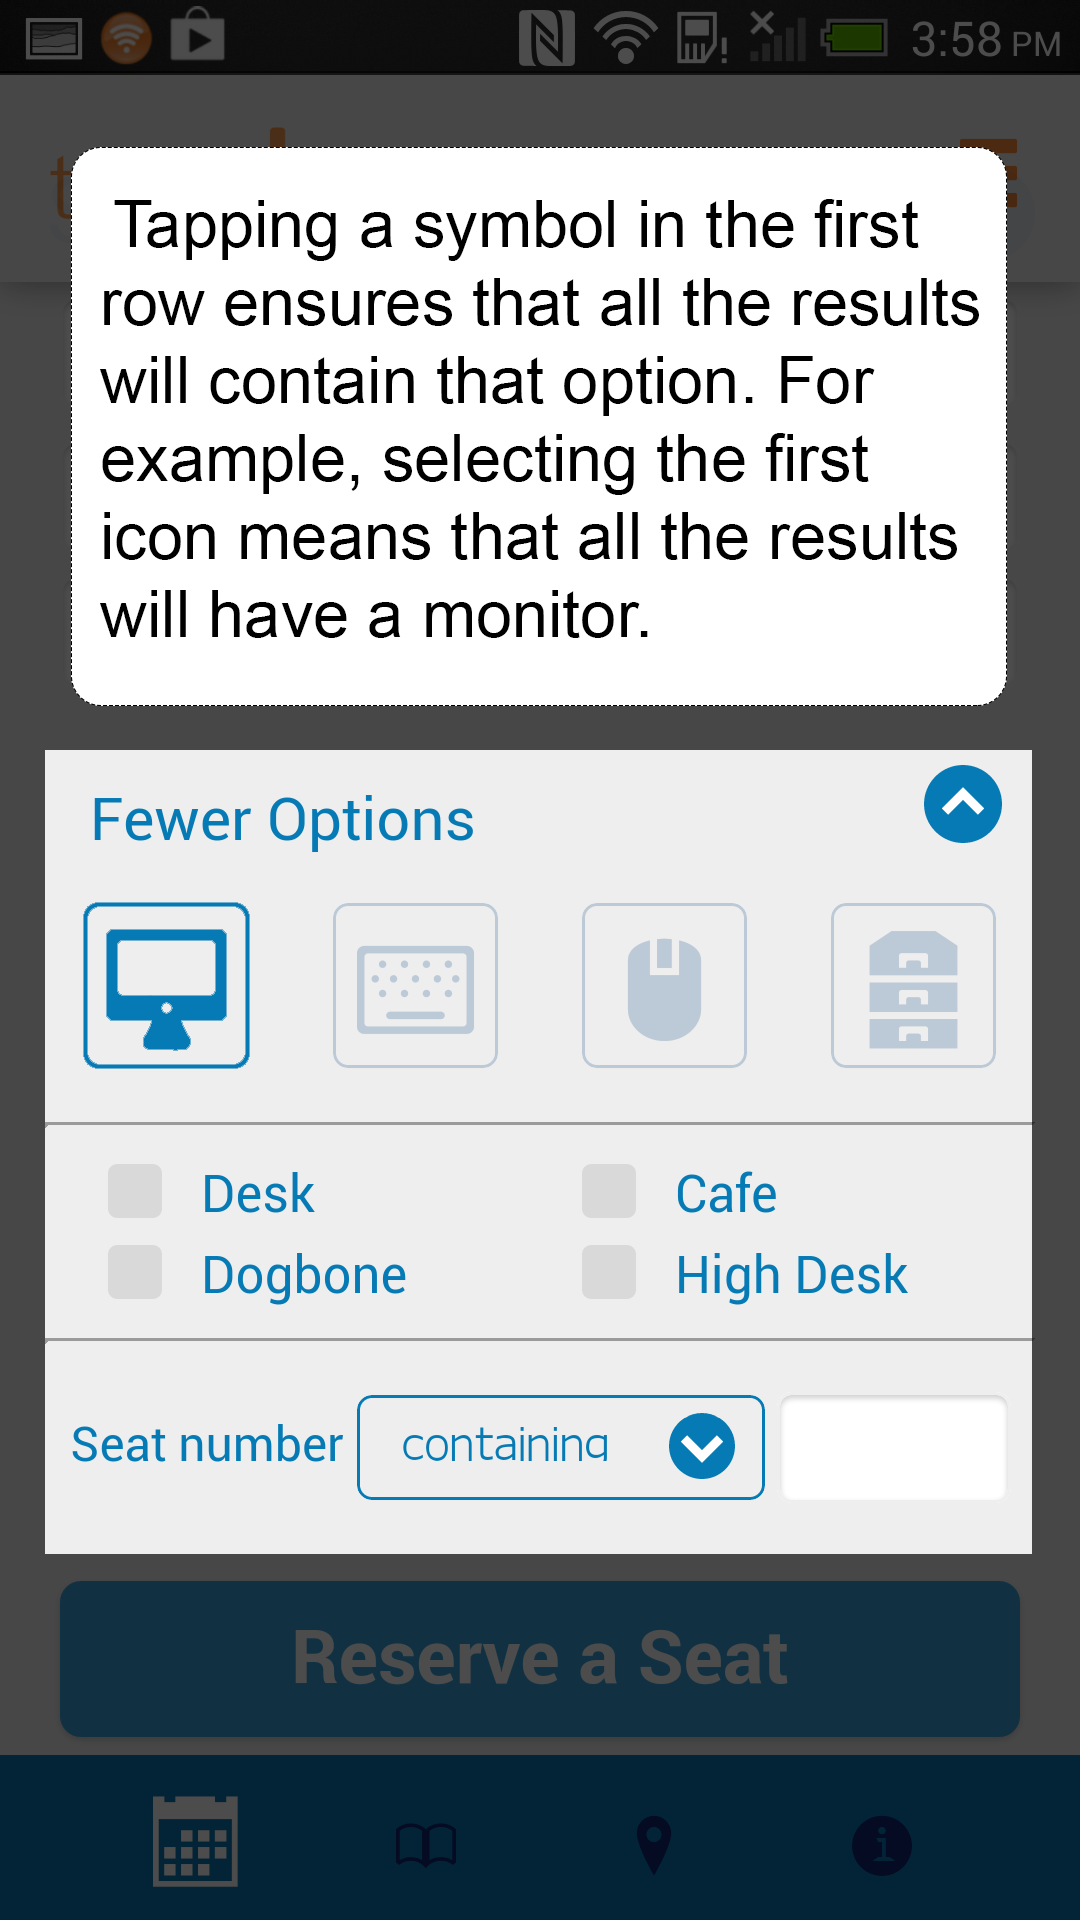 3:58 PM
Tapping a symbol in the first
row ensures that all the results
will contain that option. For
example, selecting the first
icon means that all the results
will have a monitor.
Fewer Options
Desk
Cafe
Dogbone
High Desk
Seat number containing
Reserve a Seat